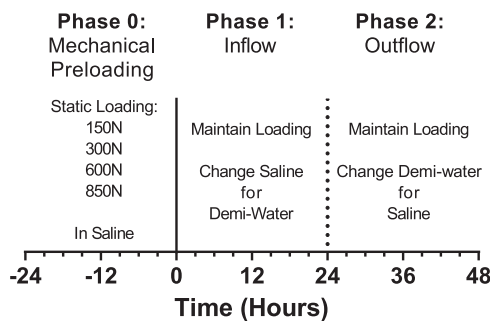 Phase 0:
Mechanical
Preloading
Static Loading:
150N
300N
600N
850N
In Saline
Phase 1:
Inflow
Maintain Loading
Change Saline
for
Demi-Water
Phase 2:
Outflow
Maintain Loading
Change Demi-water
for
Saline
-24 -12 0 12 24 36 48
Time (Hours)